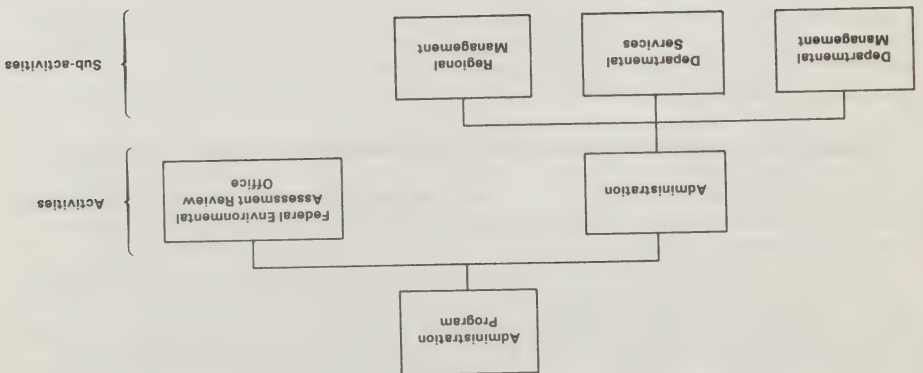 Administration
Program
Activities
Administration
Federal Environmental
Assessment Review
Office
Sub-activities
Departmental
Management
Departmental
Services
Regional
Management